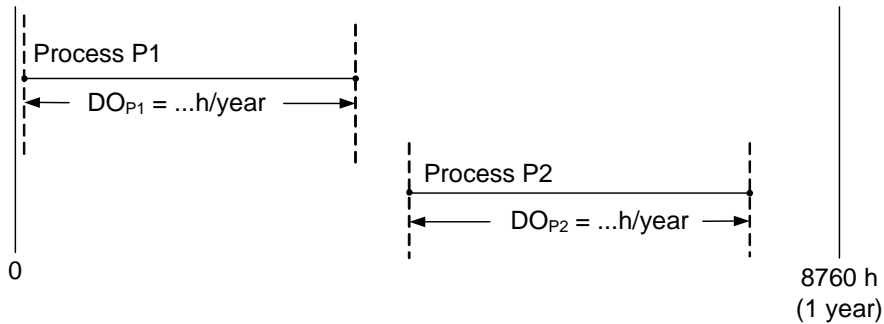 Process P1
DOP1 = ...h/year
Process P2
DOP2 = ...h/year
0
8760 h
(1 year)